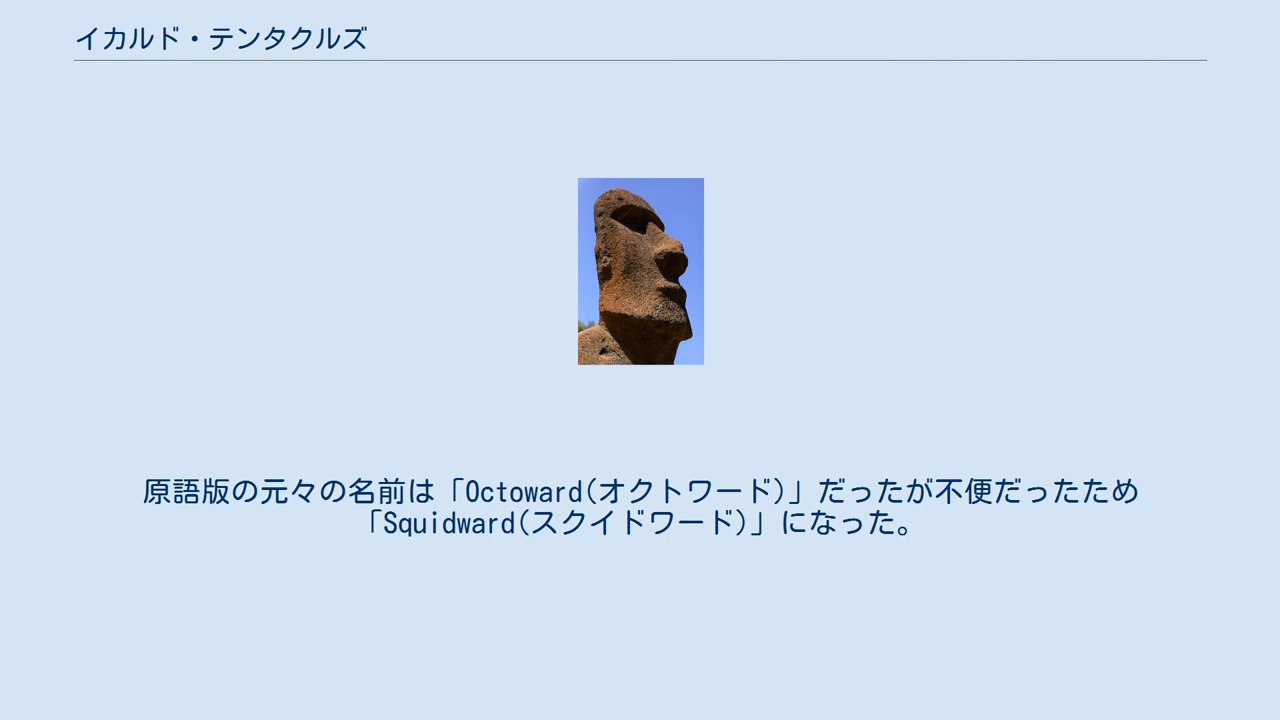 イカルド・テンタクルズ
原語版の元々の名前は「Octoward(オクトワード)」だったが不便だったため
「Squidward(スクイドワード)」になった。